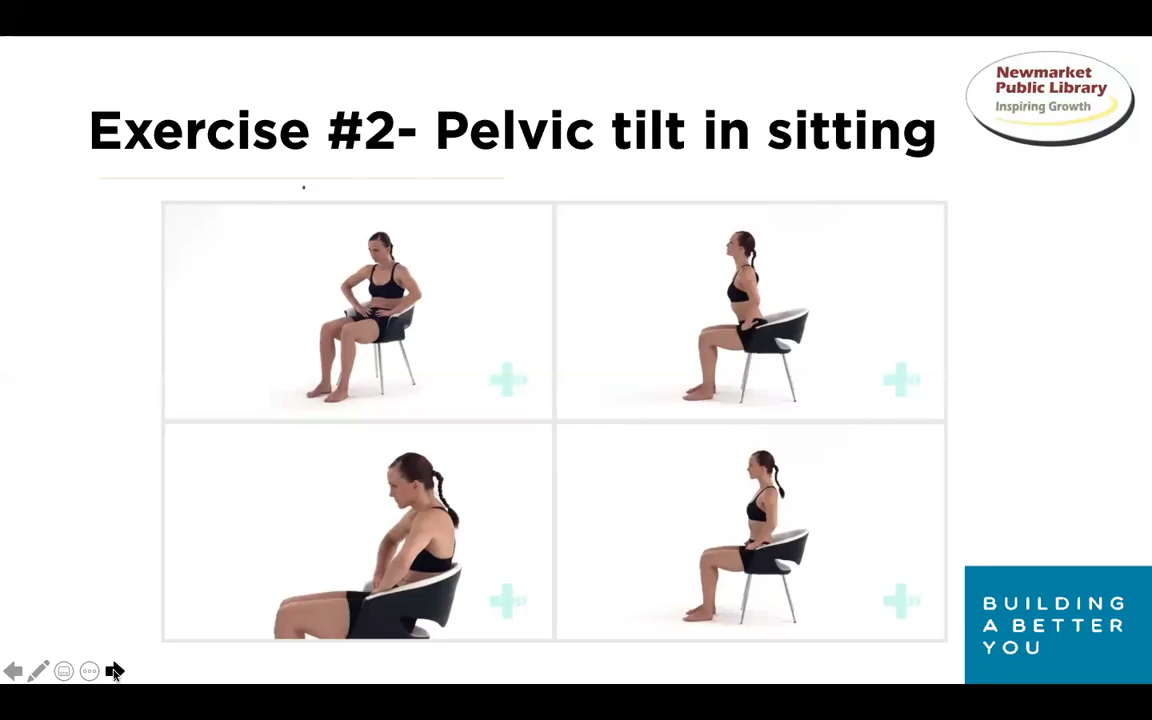 Newmarket
Public Library
Inspiring Growth
Exercise #2- Pelvic tilt in sitting
BUILDING
A BETTER
YOU